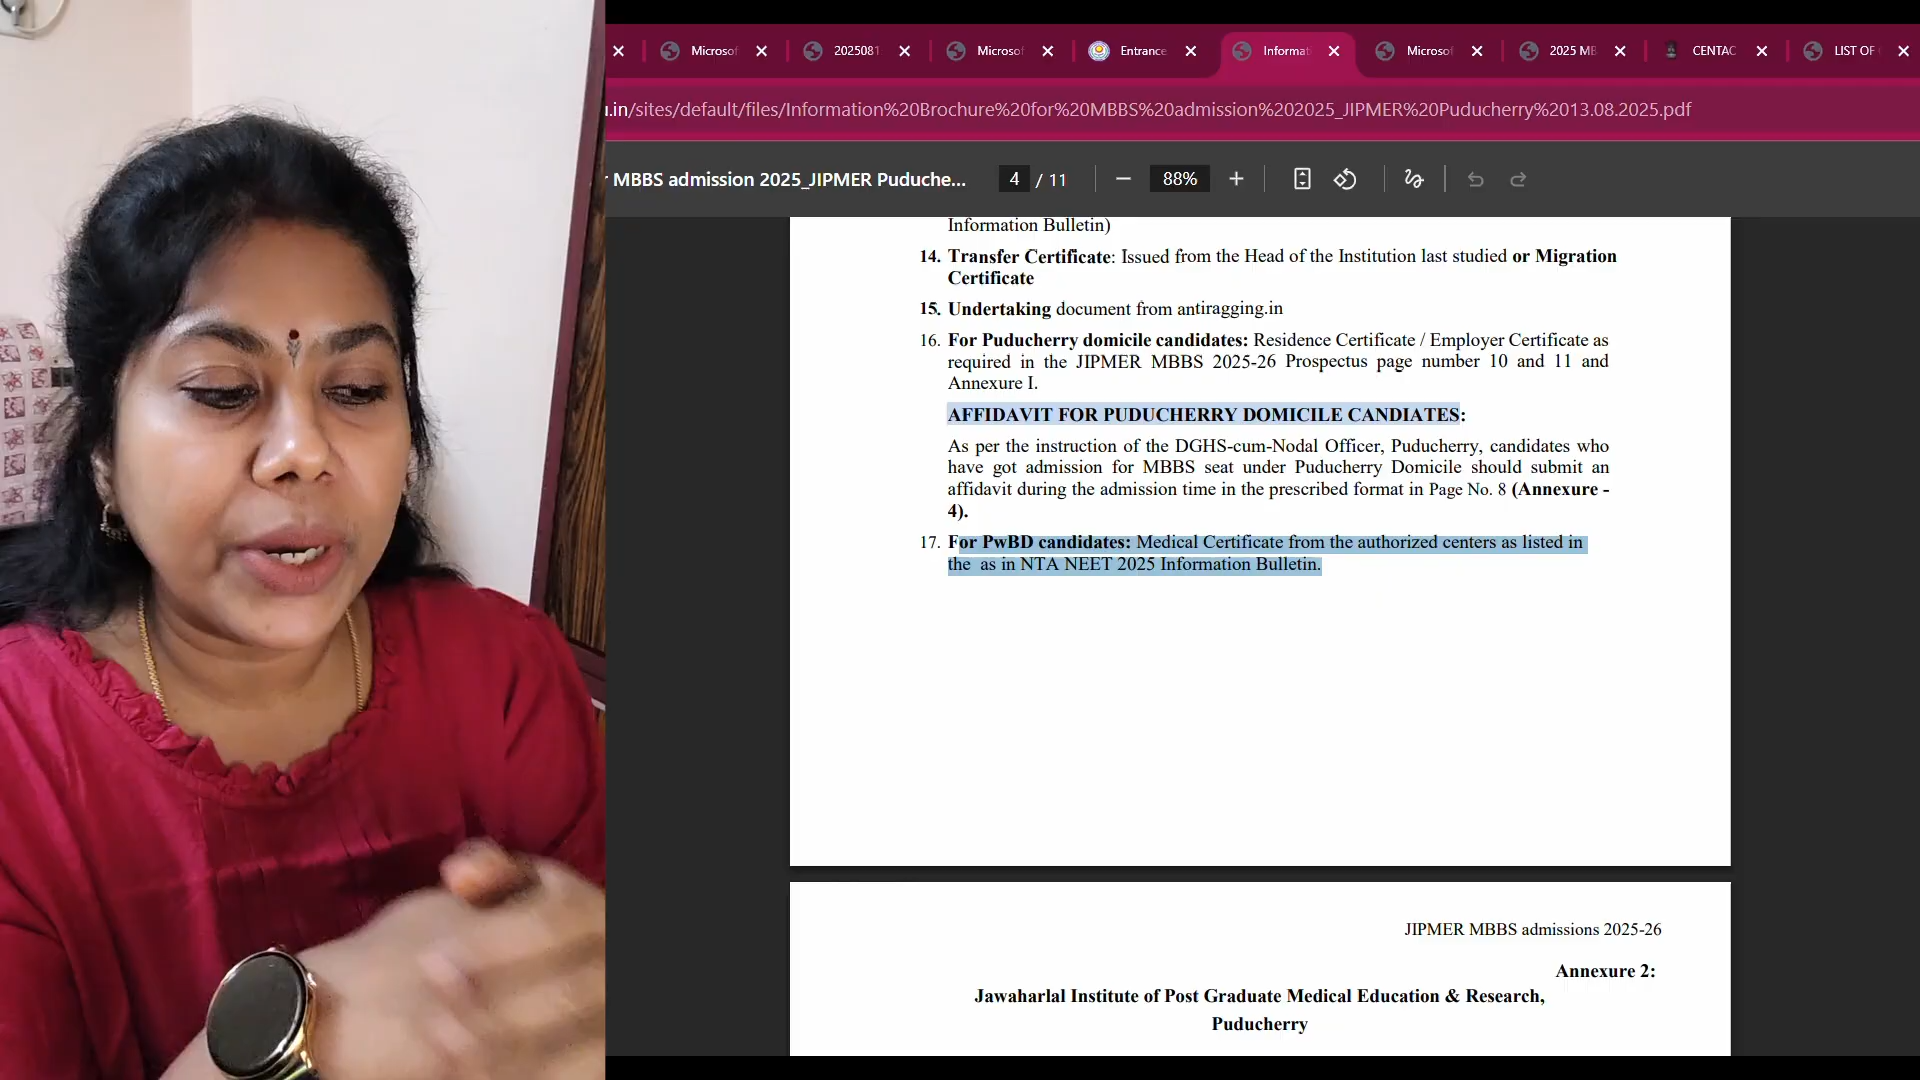 Microsof
2025081
Microsof
Entrance
Informat
Microsof
2025 MB
CENTAC
LIST OF
.in/sites/default/files/Information%20Brochure%20for%20MBBS%20admission%202025_JIPMER%20Puducherry%2013.08.2025.pdf
MBBS admission 2025_JIPMER Puduche...
4 / 11
88%
Information Bulletin)
14. Transfer Certificate: Issued from the Head of the Institution last studied or Migration
Certificate
15. Undertaking document from antiragging.in
16. For Puducherry domicile candidates: Residence Certificate / Employer Certificate as
required in the JIPMER MBBS 2025-26 Prospectus page number 10 and 11 and
Annexure I.
AFFIDAVIT FOR PUDUCHERRY DOMICILE CANDIATES:
As per the instruction of the DGHS-cum-Nodal Officer, Puducherry, candidates who
have got admission for MBBS seat under Puducherry Domicile should submit an
affidavit during the admission time in the prescribed format in Page No. 8 (Annexure -
4).
17. For PwBD candidates: Medical Certificate from the authorized centers as listed in
the as in NTA NEET 2025 Information Bulletin.
JIPMER MBBS admissions 2025-26
Annexure 2:
Jawaharlal Institute of Post Graduate Medical Education & Research,
Puducherry